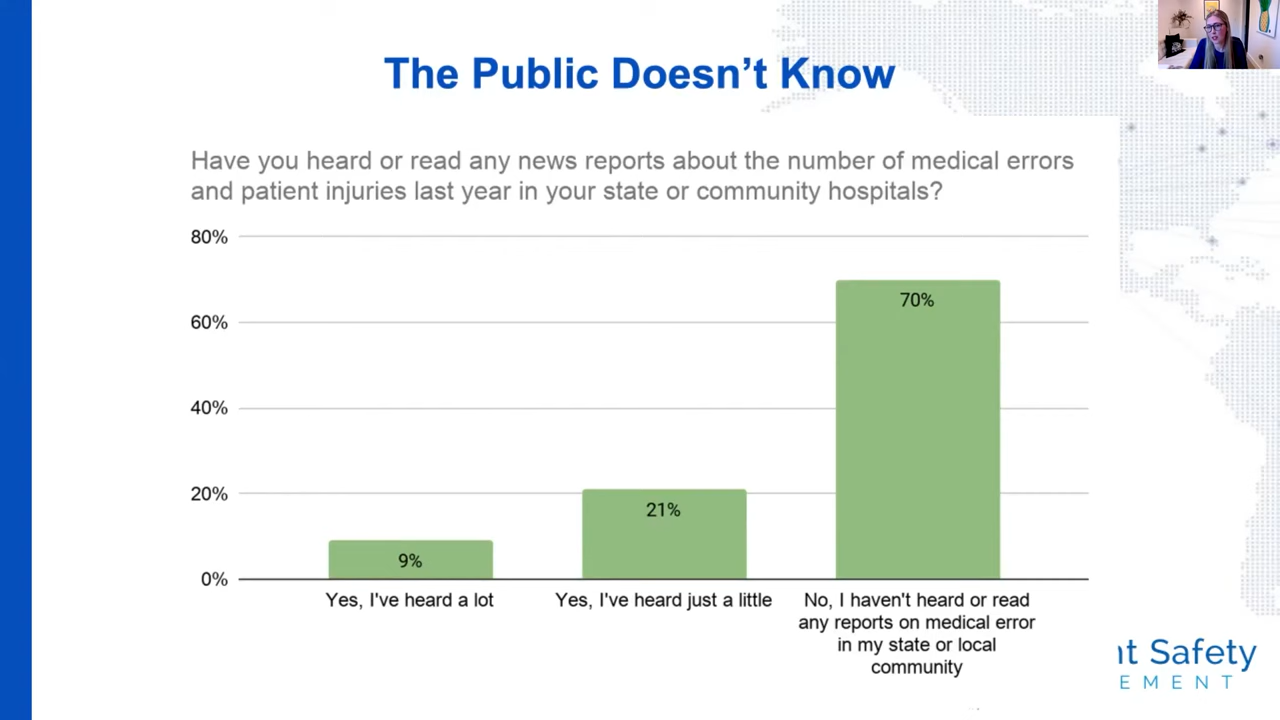 The Public Doesn’t Know
Have you heard or read any news reports about the number of medical errors
and patient injuries last year in your state or community hospitals?
80%
60%
40%
20%
0%
9%
21%
70%
Yes, I've heard a lot
Yes, I've heard just a little
No, I haven't heard or read
any reports on medical error
in my state or local
community
nt Safety
EMENT